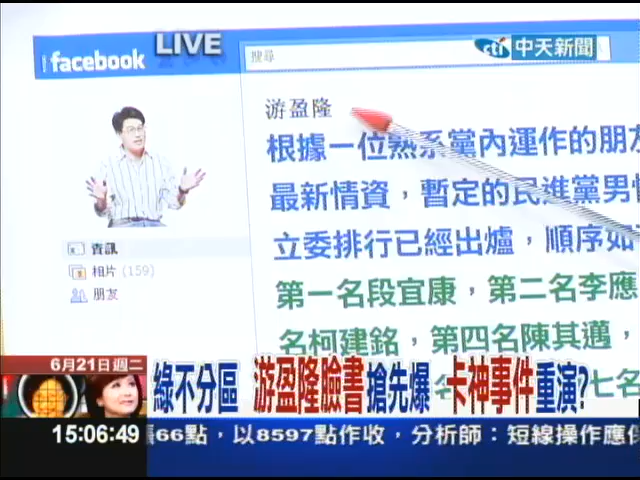 facebook
LIVE
搜尋
cti 中天新聞
游盈隆
根據一位熟系黨內運作的朋
最新情資，暫定的民進黨男
立委排行已經出爐，順序如
第一名段宜康，第二名李應
名柯建銘，第四名陳其邁，
七名
資訊
相片 (159)
朋友
6月21日週二
綠不分區 游盈隆臉書搶先爆 卡神事件重演?
15:06:49
66點，以8597點作收，分析師：短線操作應